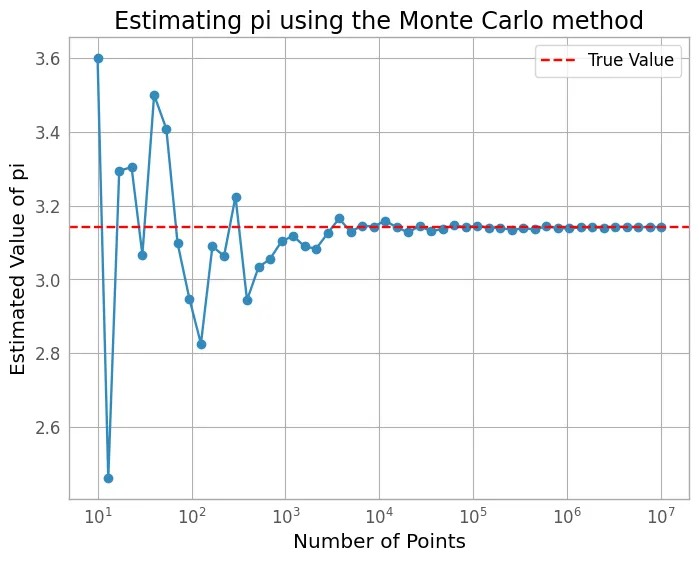 Estimating pi using the Monte Carlo method
True Value
Estimated Value of pi
3.6
3.4
3.2
3.0
2.8
2.6
10¹ 10² 10³ 10⁴ 10⁵ 10⁶ 10⁷
Number of Points